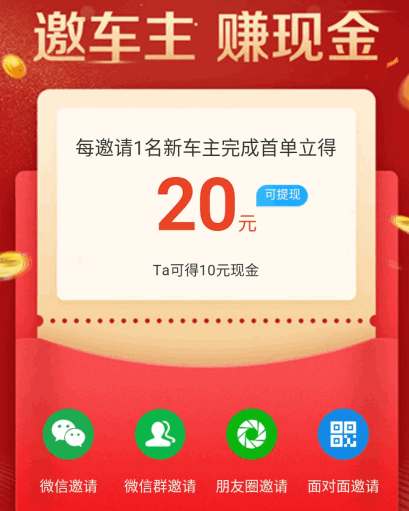 邀车主 赚现金
每邀请1名新车主完成首单立得
20元 可提现
Ta可得10元现金
微信邀请 微信群邀请 朋友圈邀请 面对面邀请